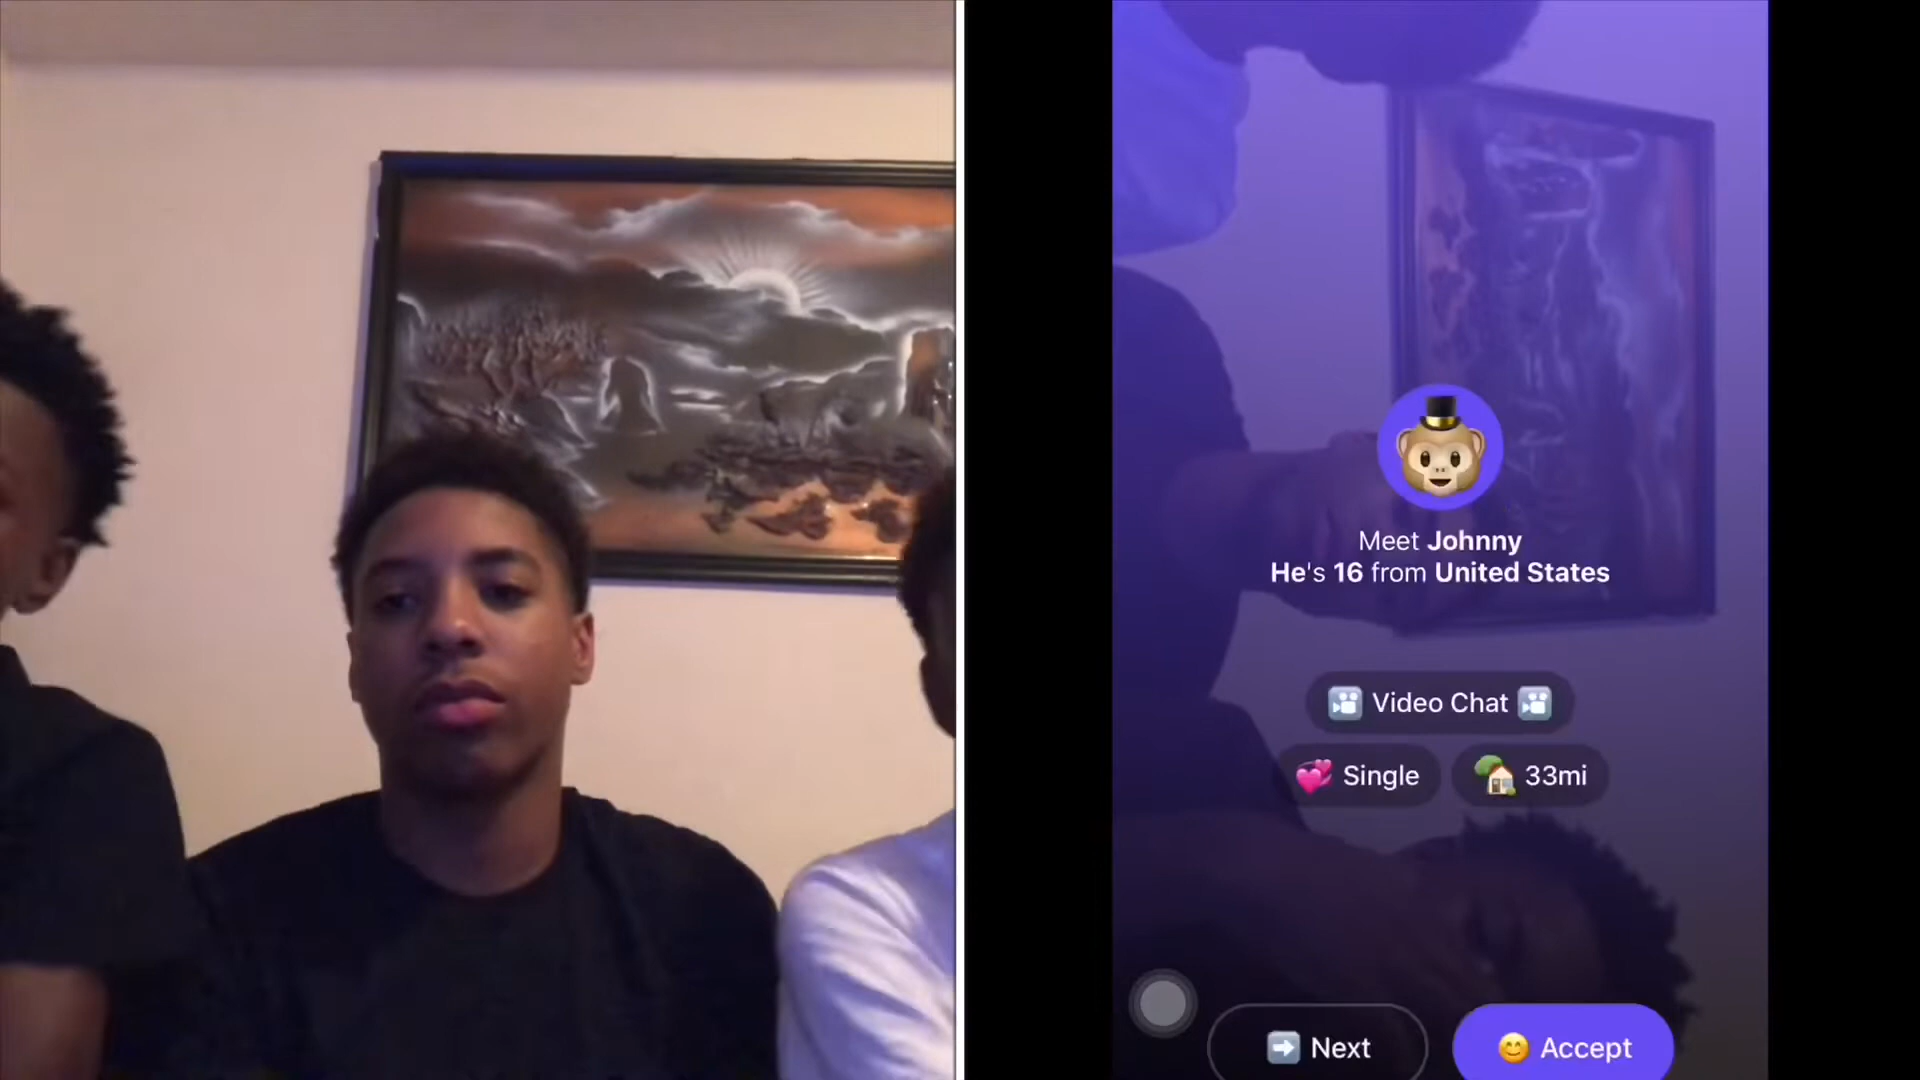 Meet Johnny
He's 16 from United States
Video Chat
Single
33mi
Next
Accept